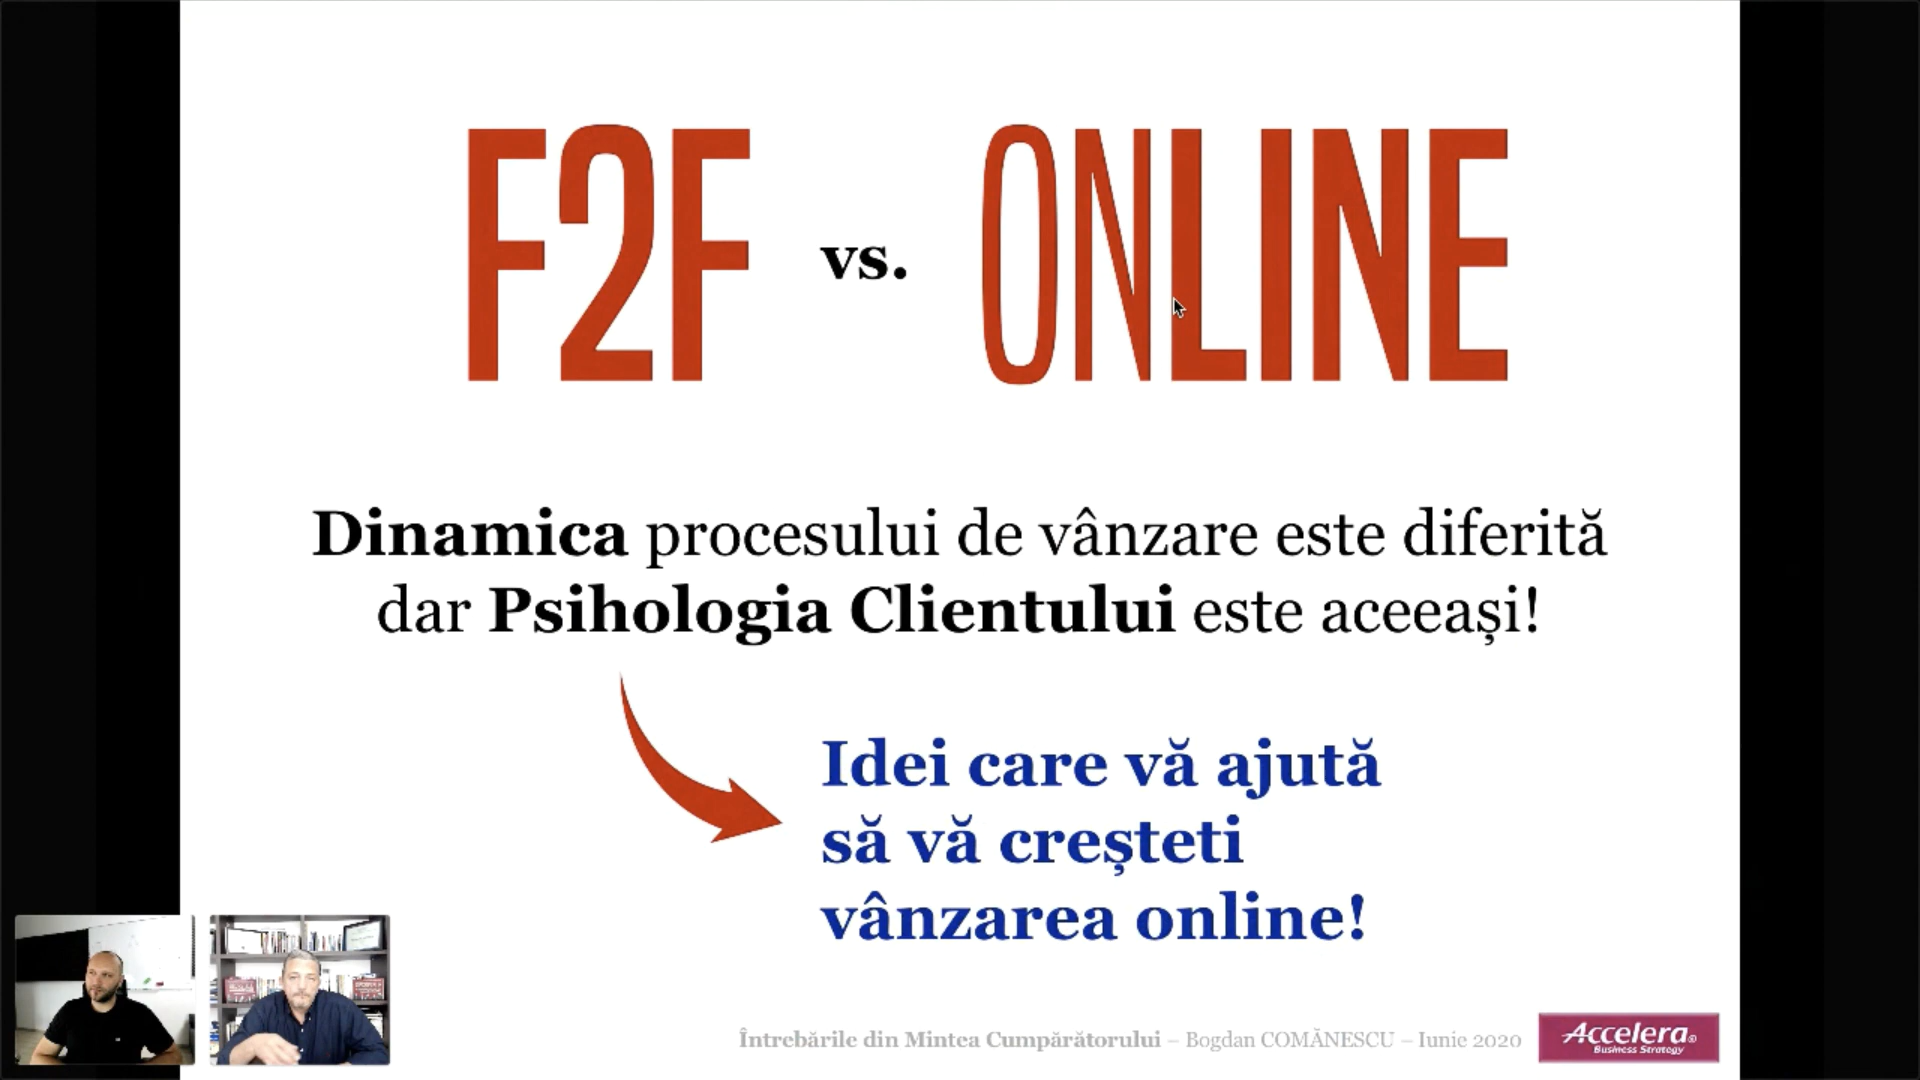 F2F vs. ONLINE
Dinamica procesului de vânzare este diferită
dar Psihologia Clientului este aceeași!
Idei care vă ajută
să vă creșteti
vânzarea online!
Întrebările din Mintea Cumpărătorului – Bogdan COMĂNESCU – Iunie 2020
Accelera®
Business Strategy